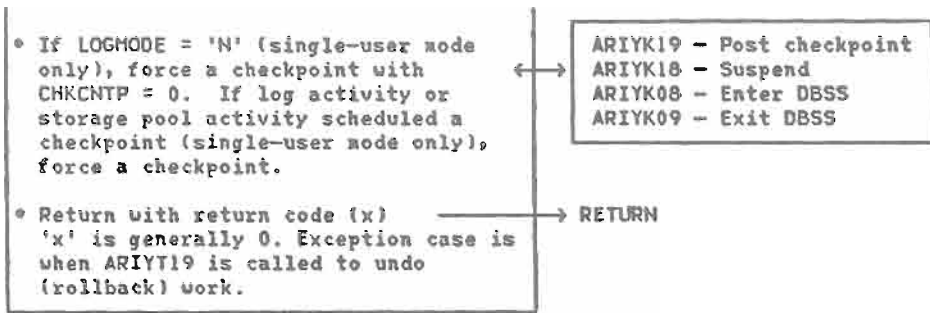 • If LOGMODE = 'N' (single-user mode
only), force a checkpoint with
CHKCNTP = 0. If log activity or
storage pool activity scheduled a
checkpoint (single-user mode only),
force a checkpoint.
ARIYK19 - Post checkpoint
ARIYK18 - Suspend
ARIYK08 - Enter DBSS
ARIYK09 - Exit DBSS
• Return with return code (x)
'x' is generally 0. Exception case is
when ARIYT19 is called to undo
(rollback) work.
RETURN